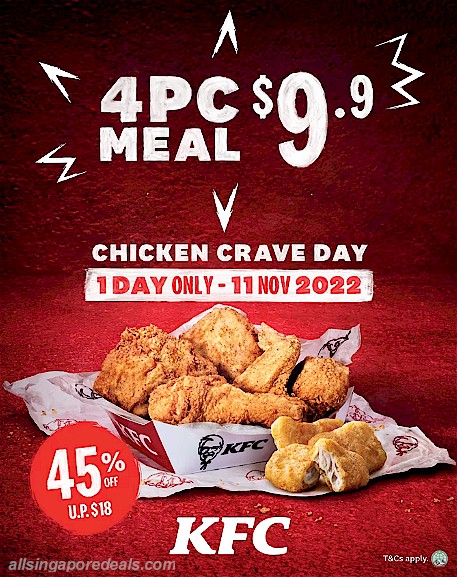 4PC $9.9
MEAL
CHICKEN CRAVE DAY
1 DAY ONLY - 11 NOV 2022
KFC
KFC
45% OFF
U.P. $18
KFC
T&Cs apply.
allsingaporedeals.com